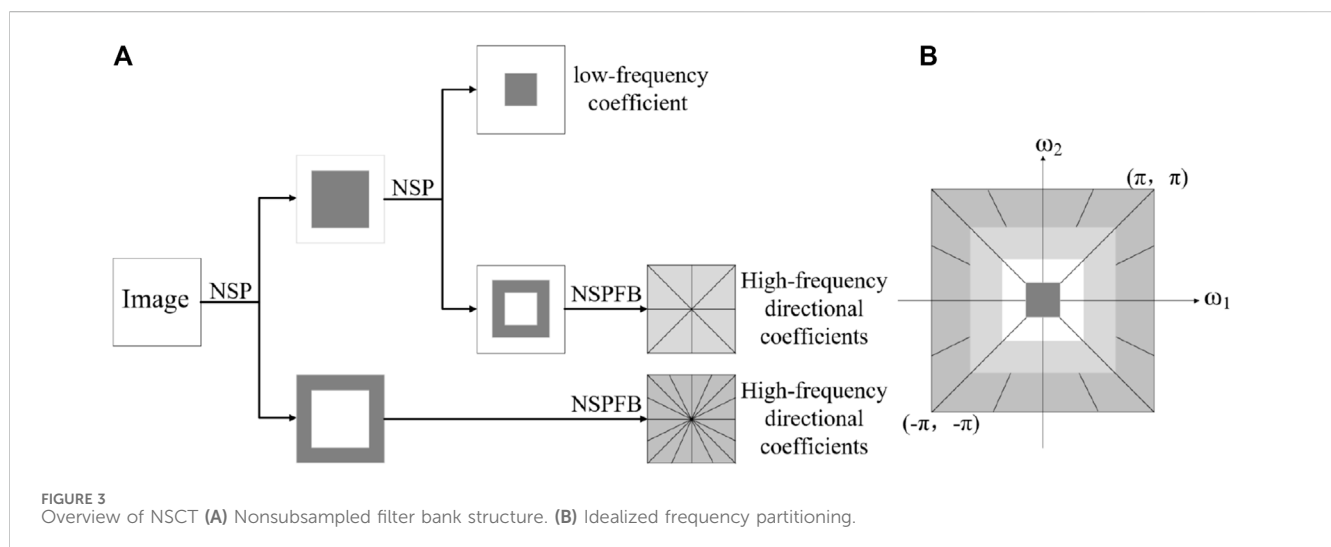 A
B
low-frequency
coefficient
NSP
Image
NSP
NSPFB
High-frequency
directional
coefficients
NSPFB
High-frequency
directional
coefficients
ω₂
(π, π)
ω₁
(-π, -π)
FIGURE 3
Overview of NSCT (A) Nonsubsampled filter bank structure. (B) Idealized frequency partitioning.